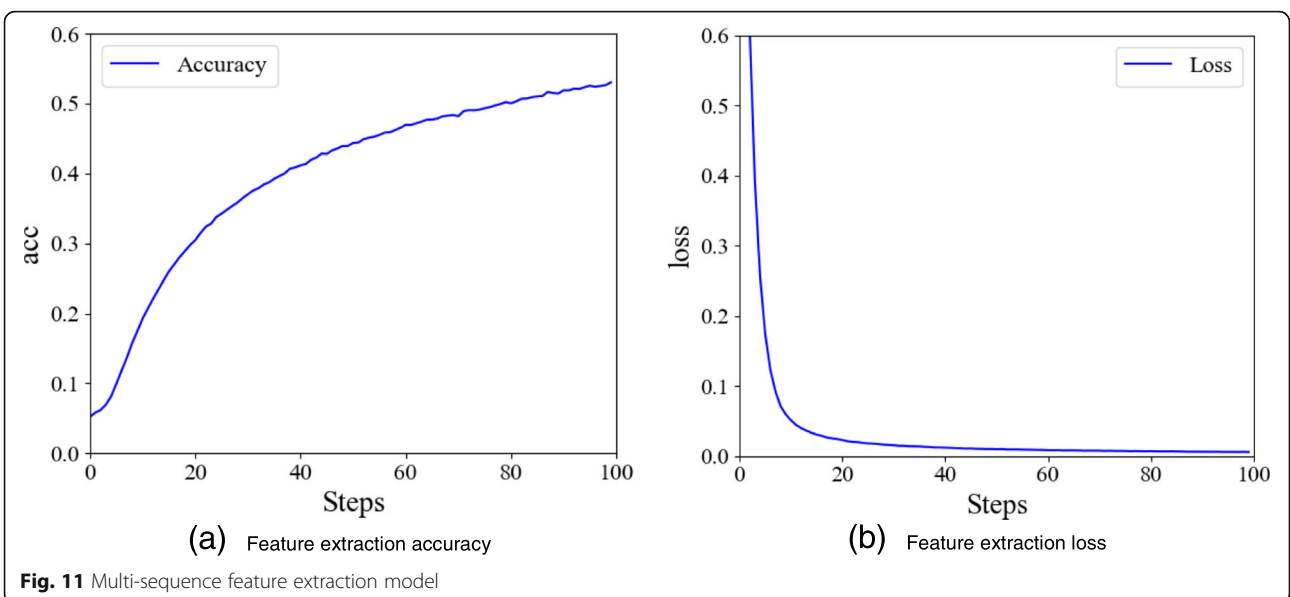 0.6
0.5
0.4
0.3
0.2
0.1
0.0
acc
Accuracy
0 20 40 60 80 100
Steps
(a) Feature extraction accuracy
0.6
0.5
0.4
0.3
0.2
0.1
0.0
loss
Loss
0 20 40 60 80 100
Steps
(b) Feature extraction loss
Fig. 11 Multi-sequence feature extraction model